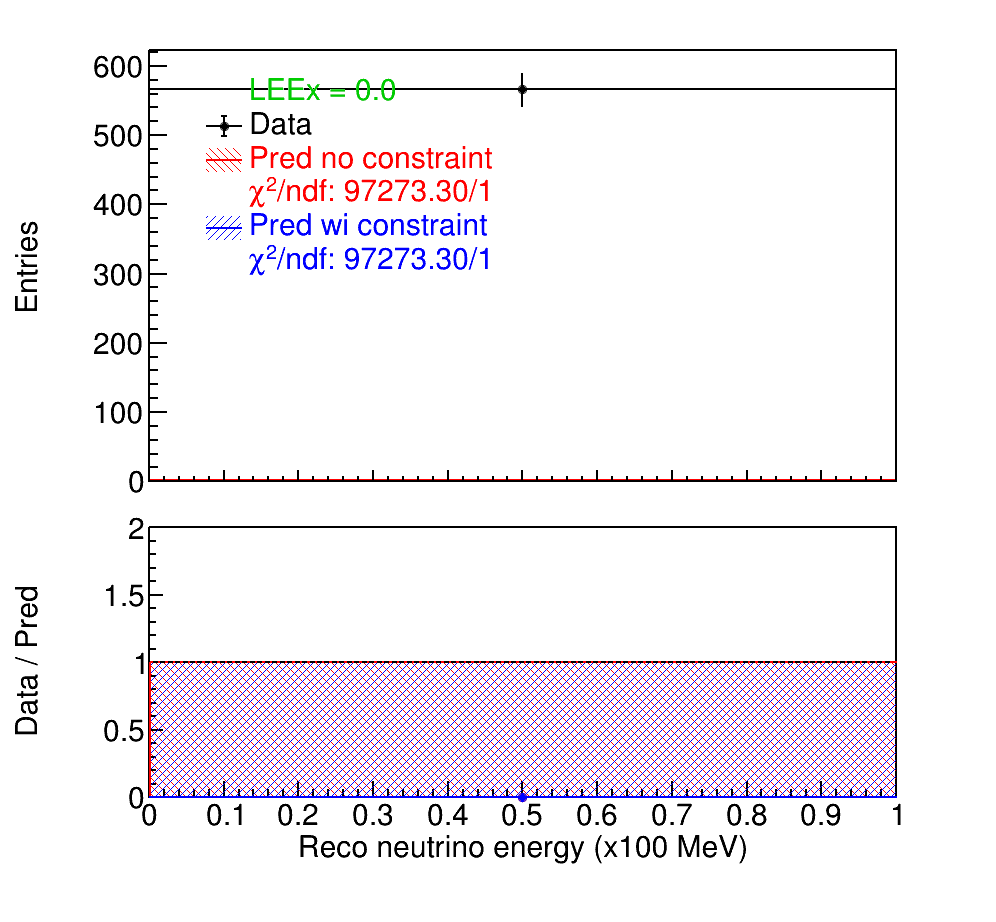 600
500
400
300
200
100
0
Entries
LEEx = 0.0
Data
Pred no constraint
χ²/ndf: 97273.30/1
Pred wi constraint
χ²/ndf: 97273.30/1
2
1.5
1
0.5
0
Data / Pred
0 0.1 0.2 0.3 0.4 0.5 0.6 0.7 0.8 0.9 1
Reco neutrino energy (x100 MeV)